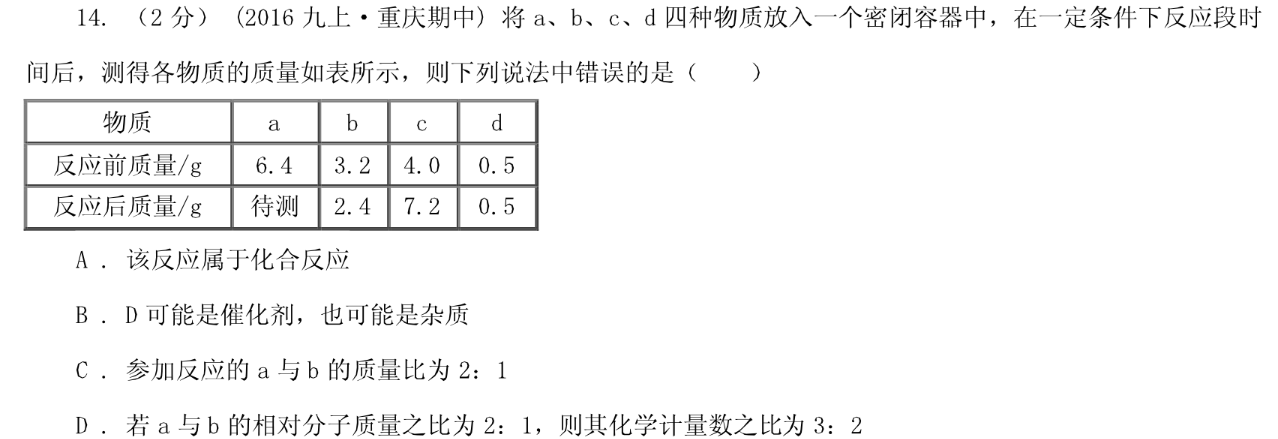 14. （2 分） (2016 九上·重庆期中) 将 a、b、c、d 四种物质放入一个密闭容器中，在一定条件下反应段时
间后，测得各物质的质量如表所示，则下列说法中错误的是（　　）
物质 a b c d
反应前质量/g 6.4 3.2 4.0 0.5
反应后质量/g 待测 2.4 7.2 0.5
A . 该反应属于化合反应
B . D 可能是催化剂，也可能是杂质
C . 参加反应的 a 与 b 的质量比为 2：1
D . 若 a 与 b 的相对分子质量之比为 2：1，则其化学计量数之比为 3：2